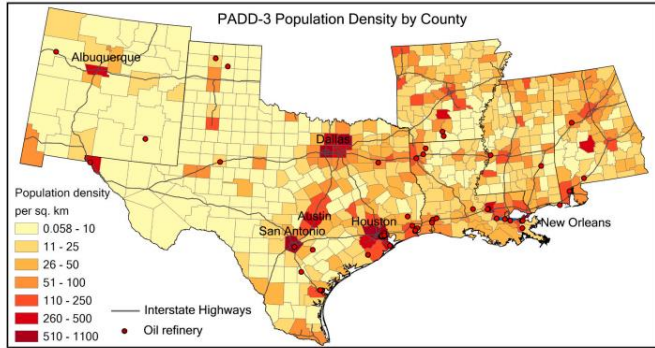 PADD-3 Population Density by County
Albuquerque
Dallas
Austin
Houston
San Antonio
New Orleans
Population density
per sq. km
0.058 - 10
11 - 25
26 - 50
51 - 100
110 - 250
260 - 500
510 - 1100
Interstate Highways
Oil refinery